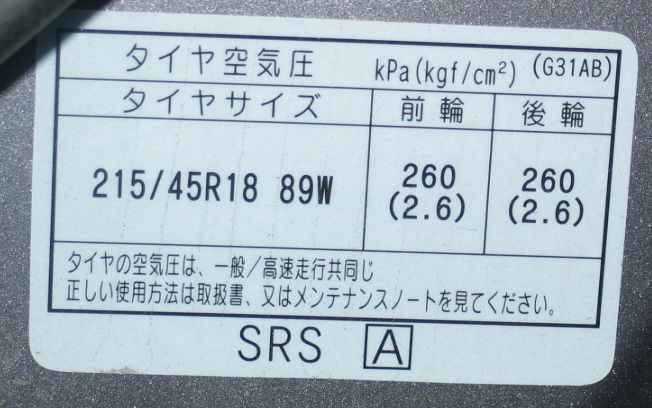 タイヤ空気圧 kPa(kgf/cm²) (G31AB)
タイヤサイズ 前輪 後輪
215/45R18 89W 260 260
(2.6) (2.6)
タイヤの空気圧は、一般/高速走行共同じ
正しい使用方法は取扱書、又はメンテナンスノートを見てください。
SRS A